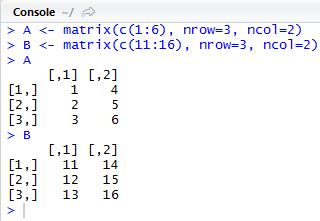 Console ~/
> A <- matrix(c(1:6), nrow=3, ncol=2)
> B <- matrix(c(11:16), nrow=3, ncol=2)
> A
     [,1] [,2]
[1,]    1    4
[2,]    2    5
[3,]    3    6
> B
     [,1] [,2]
[1,]   11   14
[2,]   12   15
[3,]   13   16
>